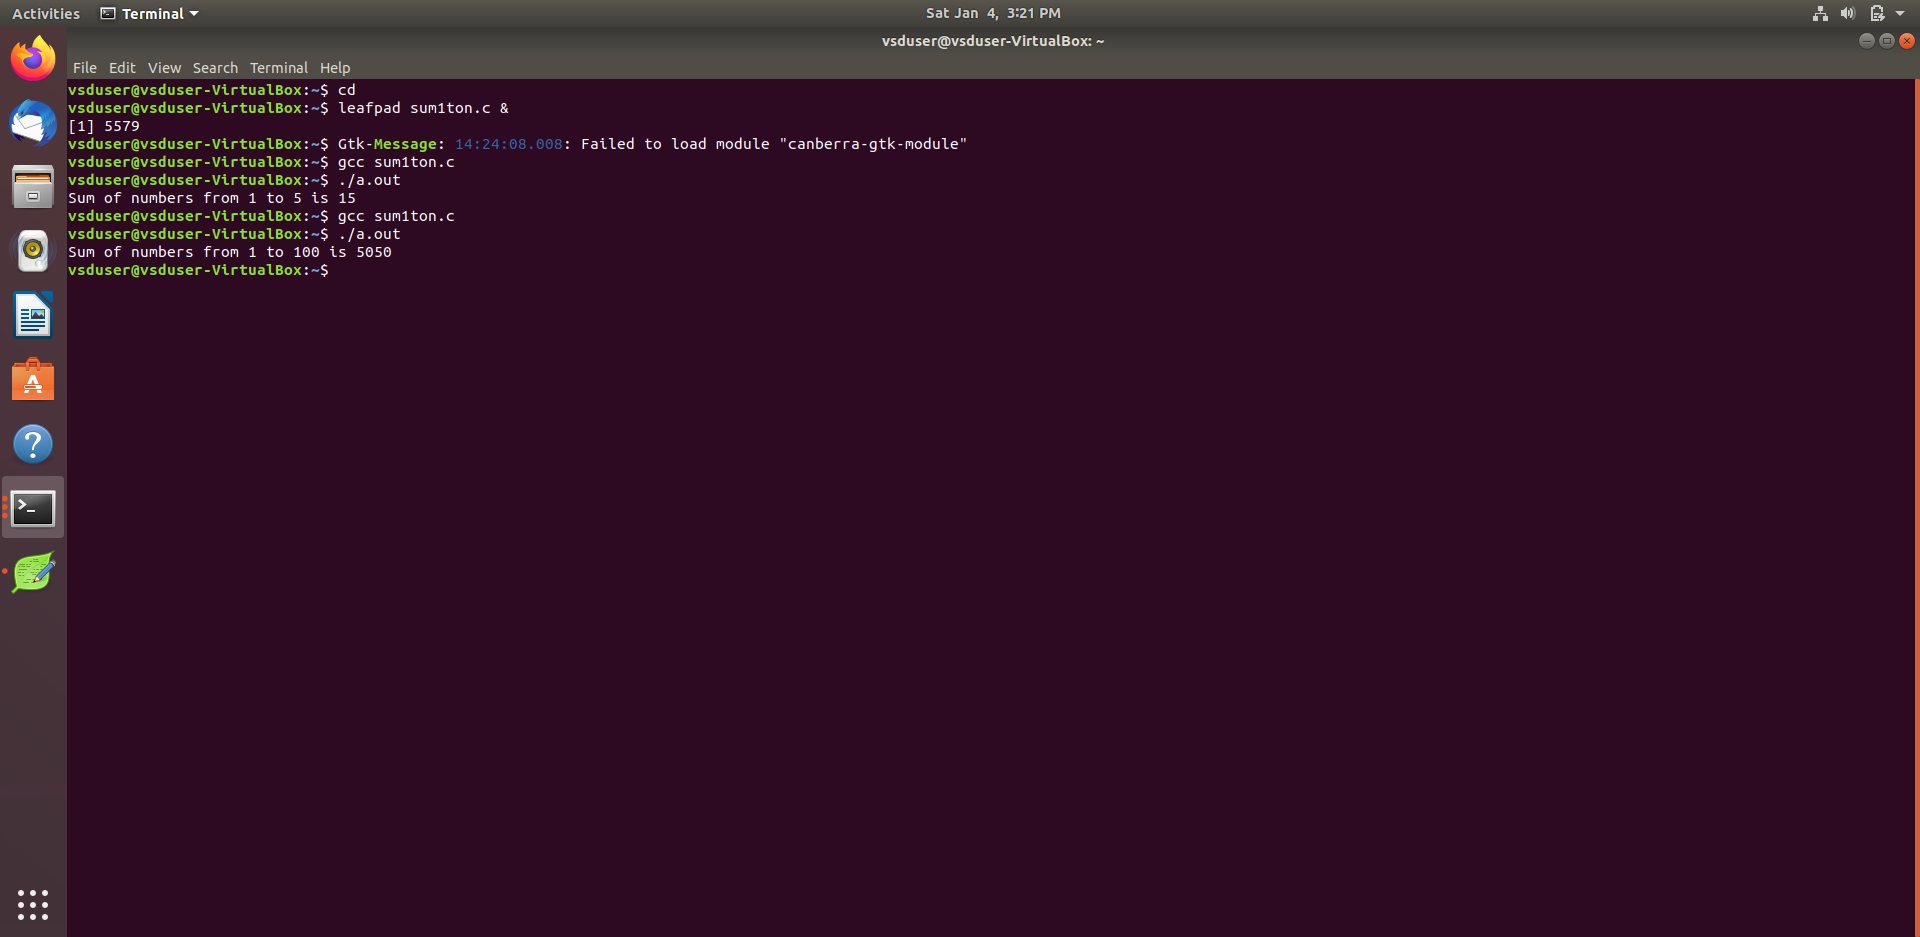 Activities Terminal Sat Jan 4, 3:21 PM
vsduser@vsduser-VirtualBox: ~
File Edit View Search Terminal Help
vsduser@vsduser-VirtualBox:~$ cd
vsduser@vsduser-VirtualBox:~$ leafpad sum1ton.c &
[1] 5579
vsduser@vsduser-VirtualBox:~$ Gtk-Message: 14:24:08.008: Failed to load module "canberra-gtk-module"
vsduser@vsduser-VirtualBox:~$ gcc sum1ton.c
vsduser@vsduser-VirtualBox:~$ ./a.out
Sum of numbers from 1 to 5 is 15
vsduser@vsduser-VirtualBox:~$ gcc sum1ton.c
vsduser@vsduser-VirtualBox:~$ ./a.out
Sum of numbers from 1 to 100 is 5050
vsduser@vsduser-VirtualBox:~$